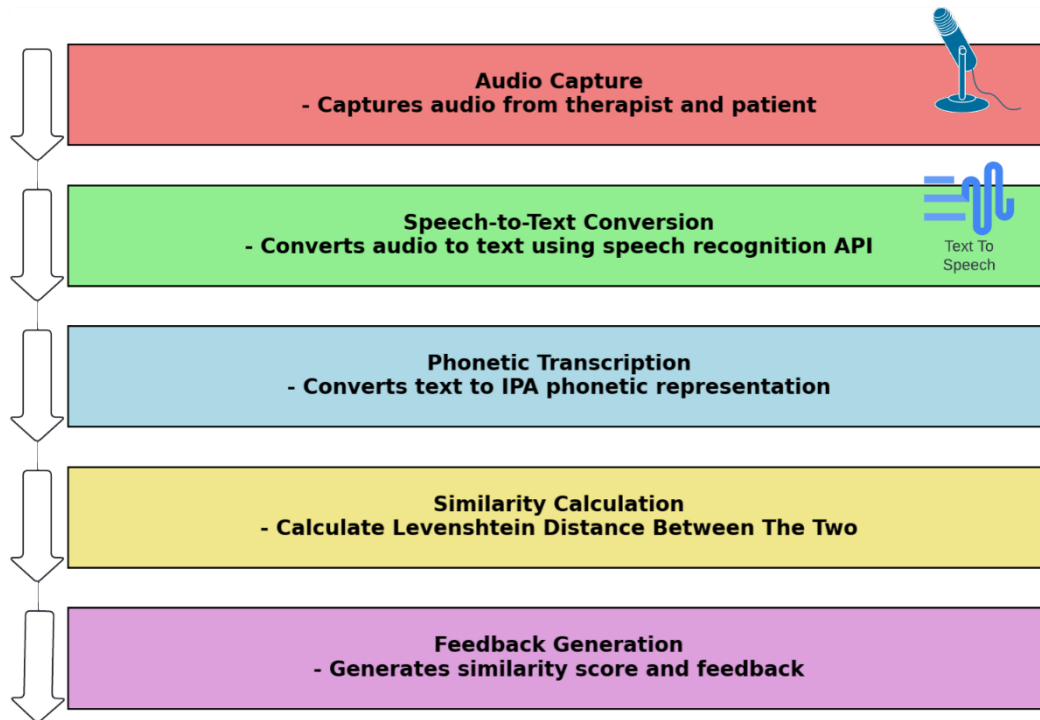 Audio Capture
- Captures audio from therapist and patient
Speech-to-Text Conversion
- Converts audio to text using speech recognition API
Text To
Speech
Phonetic Transcription
- Converts text to IPA phonetic representation
Similarity Calculation
- Calculate Levenshtein Distance Between The Two
Feedback Generation
- Generates similarity score and feedback